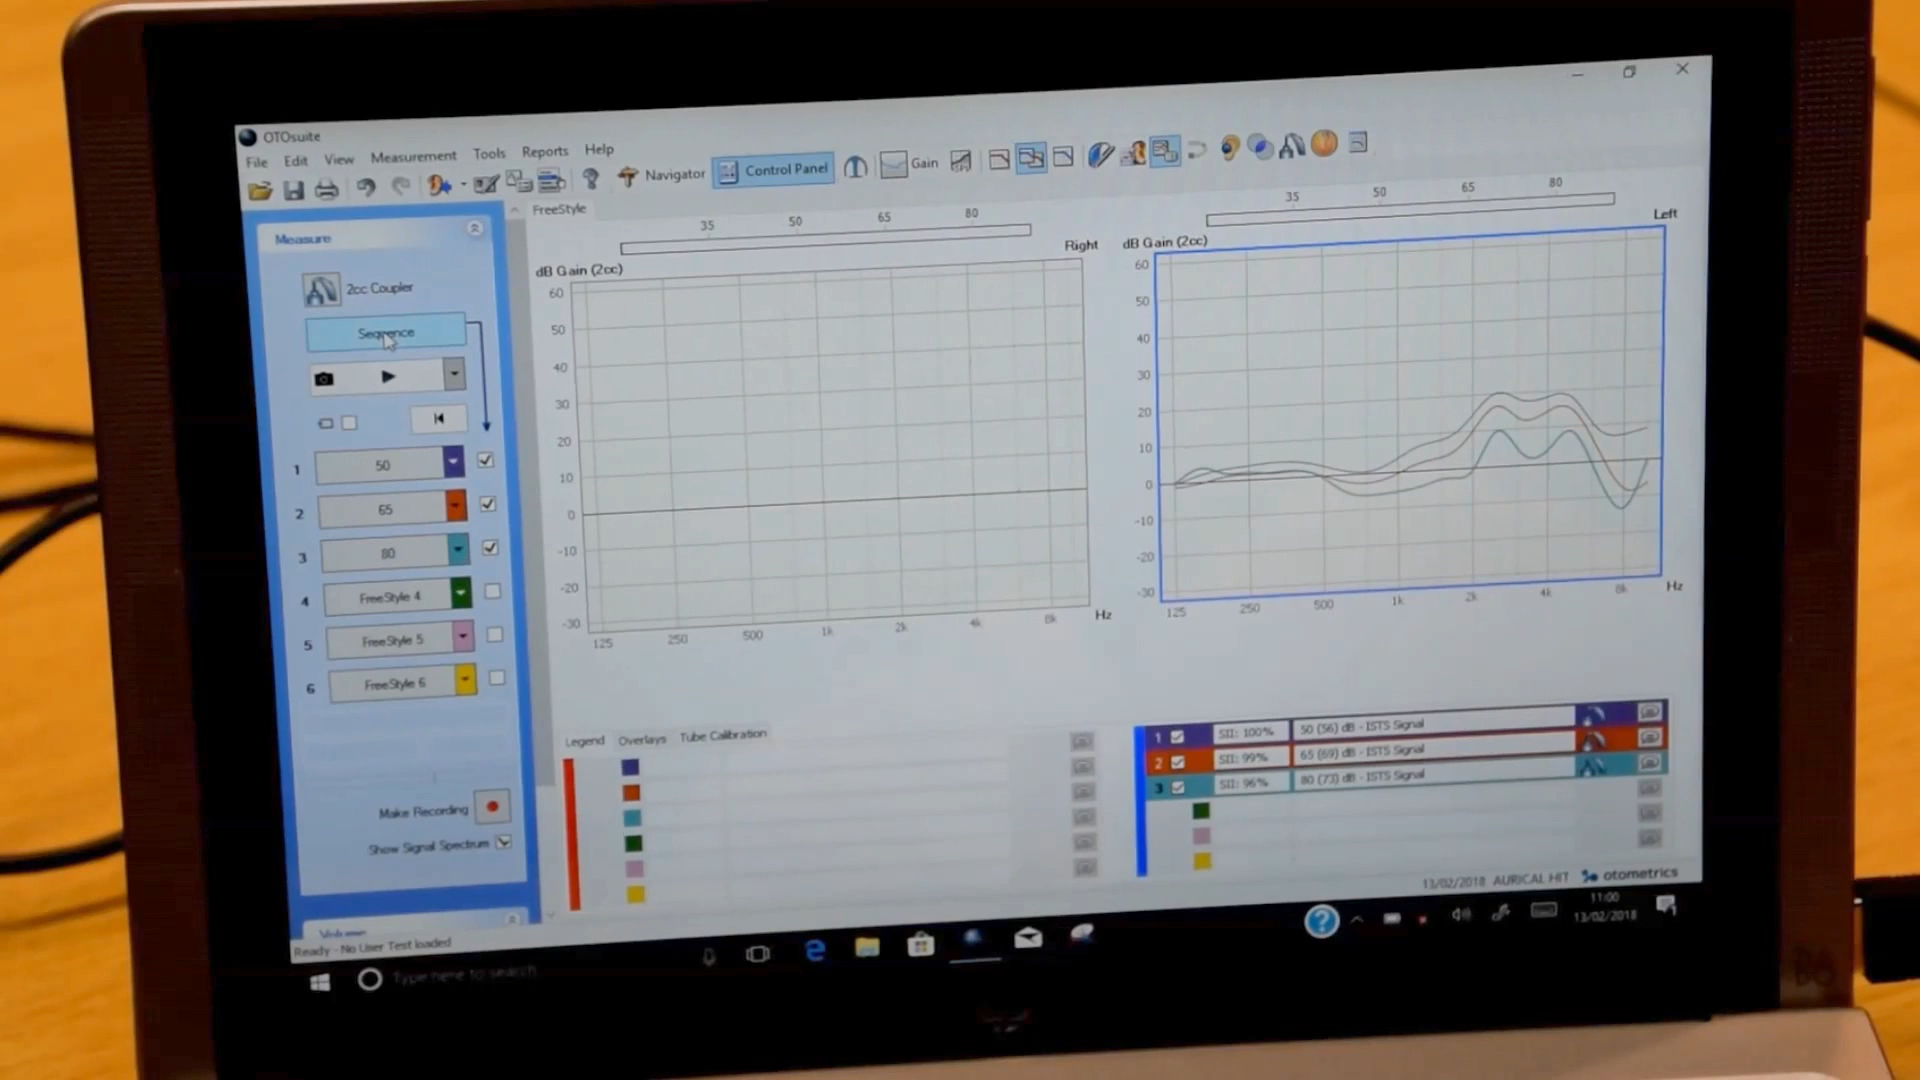 OTOsuite
File Edit View Measurement Tools Reports Help
Navigator Control Panel Gain
Measure
2cc Coupler
Sequence
1 50
2 65
3 80
4 FreeStyle 4
5 FreeStyle 5
6 FreeStyle 6
Make Recording
Show Signal Spectrum
Volume
Ready - No User Test loaded
FreeStyle
35 50 65 80
Right
dB Gain (2cc)
60
50
40
30
20
10
0
-10
-20
-30
125 250 500 1k 2k 4k 8k Hz
35 50 65 80
Left
dB Gain (2cc)
60
50
40
30
20
10
0
-10
-20
-30
125 250 500 1k 2k 4k 8k Hz
Legend Overlays Tube Calibration
1 SII: 100% 50 (56) dB - ISTS Signal
2 SII: 99% 65 (69) dB - ISTS Signal
3 SII: 96% 80 (73) dB - ISTS Signal
13/02/2018 AURICAL HIT otometrics
Type here to search
11:00
13/02/2018